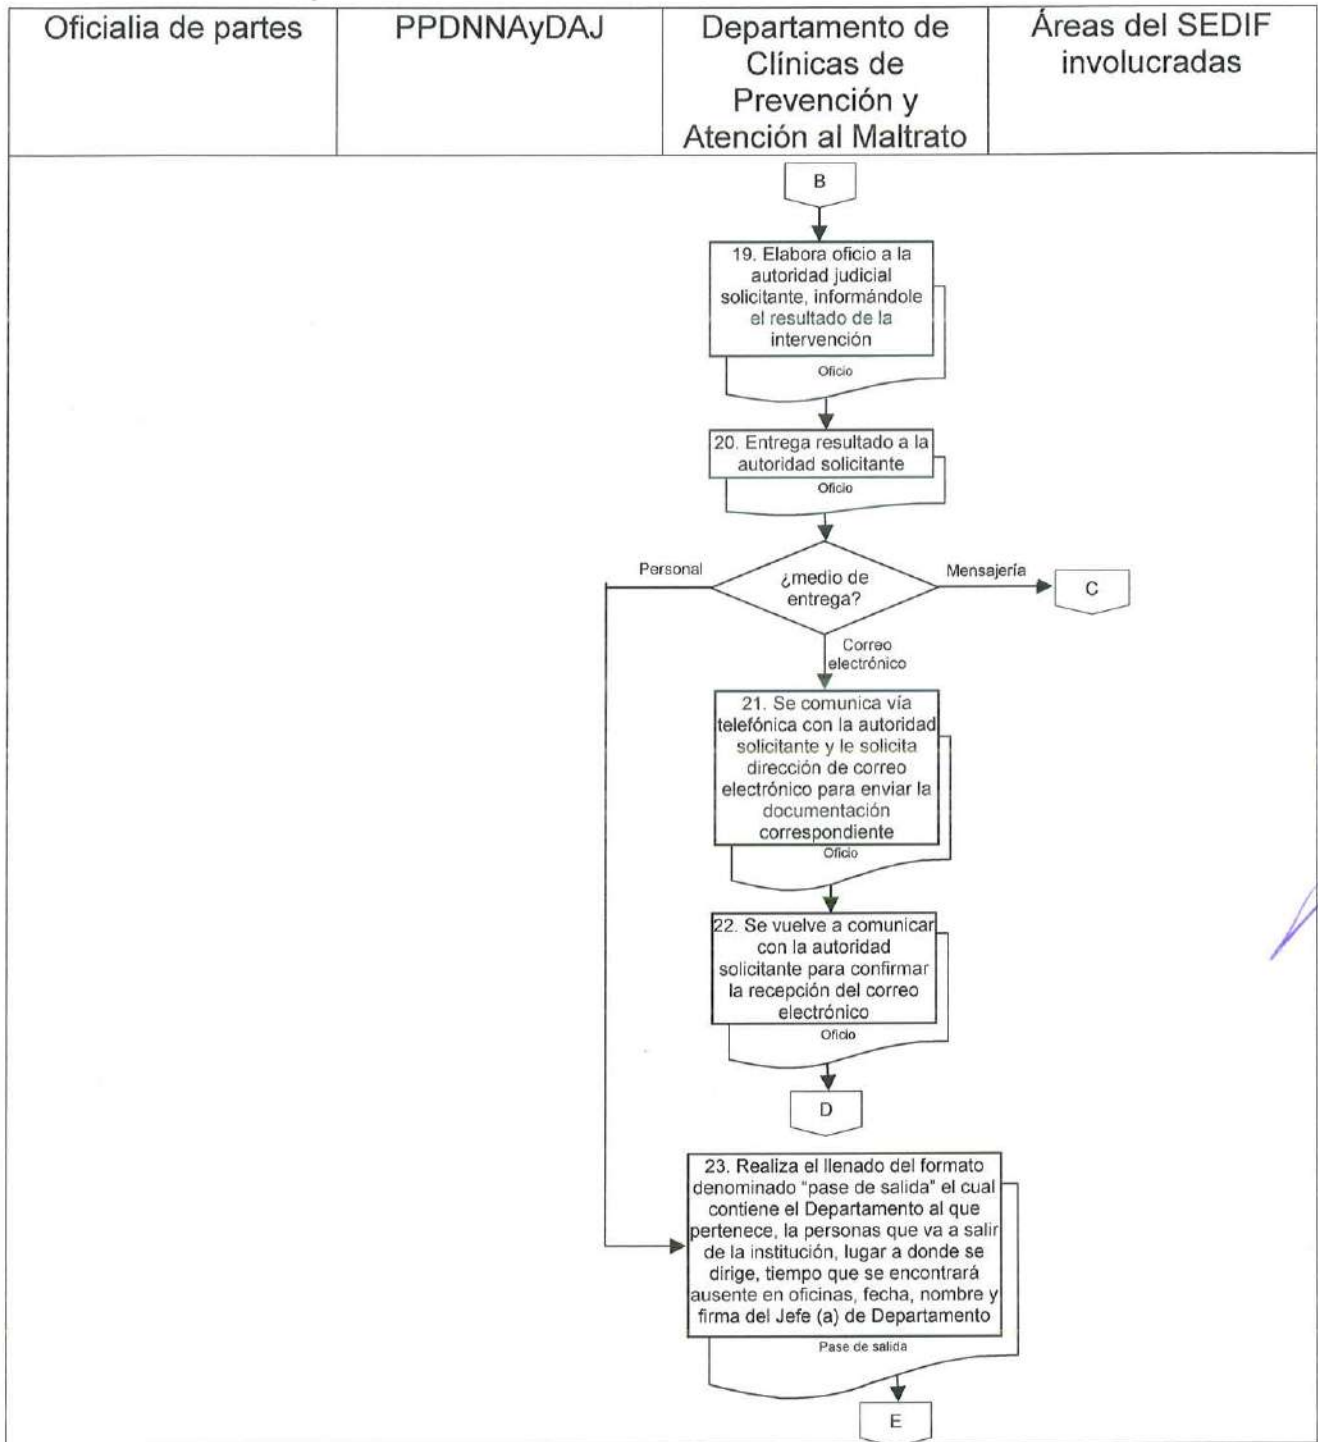 Oficialia de partes
PPDNNAyDAJ
Departamento de
Clínicas de
Prevención y
Atención al Maltrato
Áreas del SEDIF
involucradas
B
19. Elabora oficio a la
autoridad judicial
solicitante, informándole
el resultado de la
intervención
Oficio
20. Entrega resultado a la
autoridad solicitante
Oficio
Personal
¿medio de
entrega?
Mensajería
C
Correo
electrónico
21. Se comunica vía
telefónica con la autoridad
solicitante y le solicita
dirección de correo
electrónico para enviar la
documentación
correspondiente
Oficio
22. Se vuelve a comunicar
con la autoridad
solicitante para confirmar
la recepción del correo
electrónico
Oficio
D
23. Realiza el llenado del formato
denominado "pase de salida" el cual
contiene el Departamento al que
pertenece, la personas que va a salir
de la institución, lugar a donde se
dirige, tiempo que se encontrará
ausente en oficinas, fecha, nombre y
firma del Jefe (a) de Departamento
Pase de salida
E